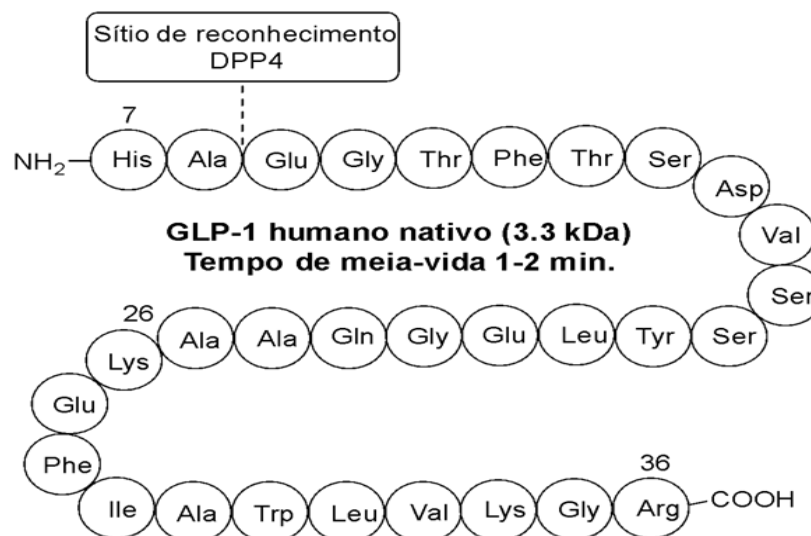 Sítio de reconhecimento
DPP4
7
NH2 His Ala Glu Gly Thr Phe Thr Ser
Asp
Val
Ser
GLP-1 humano nativo (3.3 kDa)
Tempo de meia-vida 1-2 min.
26
Lys Ala Ala Gln Gly Glu Leu Tyr Ser
Glu
Phe
36
Ile Ala Trp Leu Val Lys Gly Arg COOH